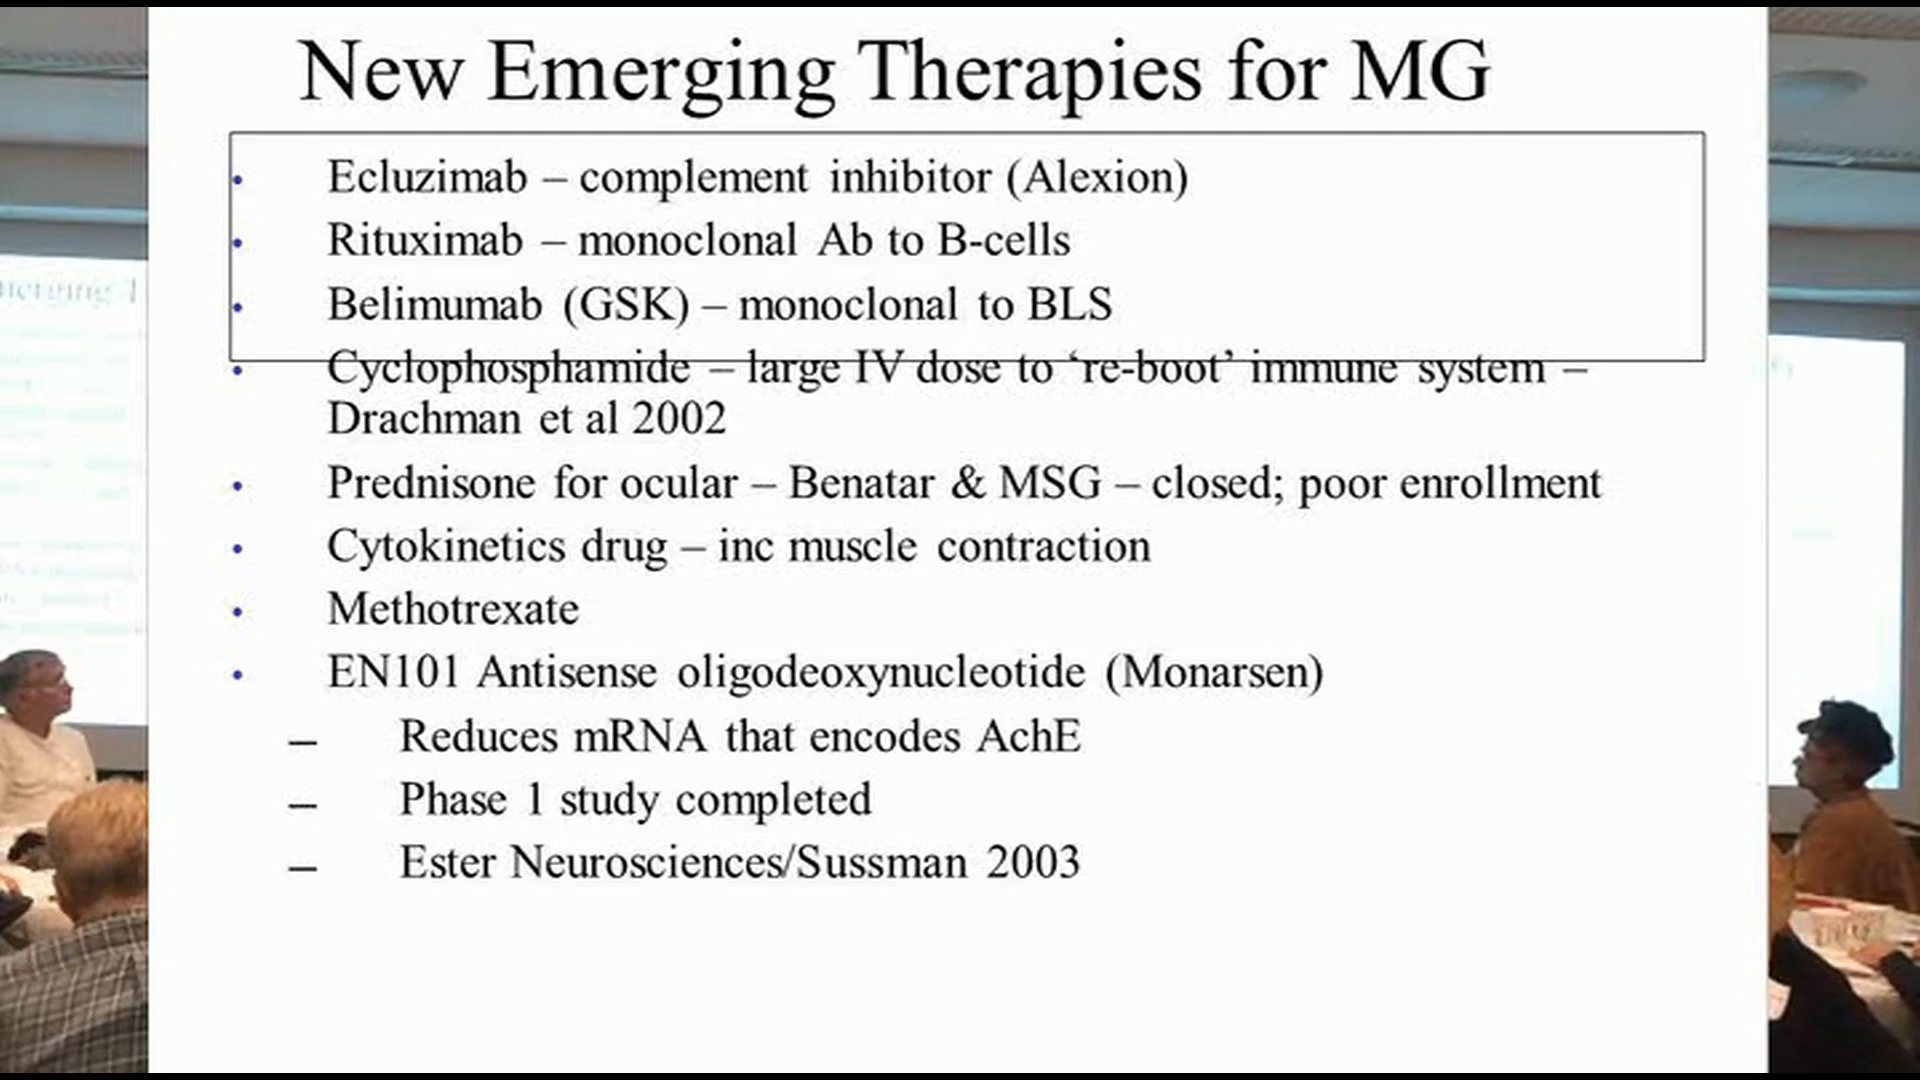 New Emerging Therapies for MG
• Ecluzimab – complement inhibitor (Alexion)
• Rituximab – monoclonal Ab to B-cells
• Belimumab (GSK) – monoclonal to BLS
• Cyclophosphamide – large IV dose to ‘re-boot’ immune system –
Drachman et al 2002
• Prednisone for ocular – Benatar & MSG – closed; poor enrollment
• Cytokinetics drug – inc muscle contraction
• Methotrexate
• EN101 Antisense oligodeoxynucleotide (Monarsen)
– Reduces mRNA that encodes AchE
– Phase 1 study completed
– Ester Neurosciences/Sussman 2003